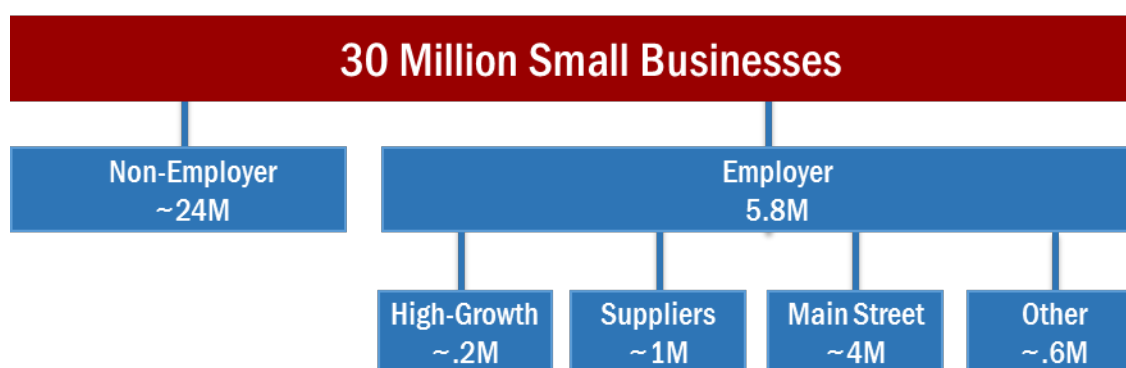 30 Million Small Businesses
Non-Employer
~24M
Employer
5.8M
High-Growth
~.2M
Suppliers
~1M
Main Street
~4M
Other
~.6M